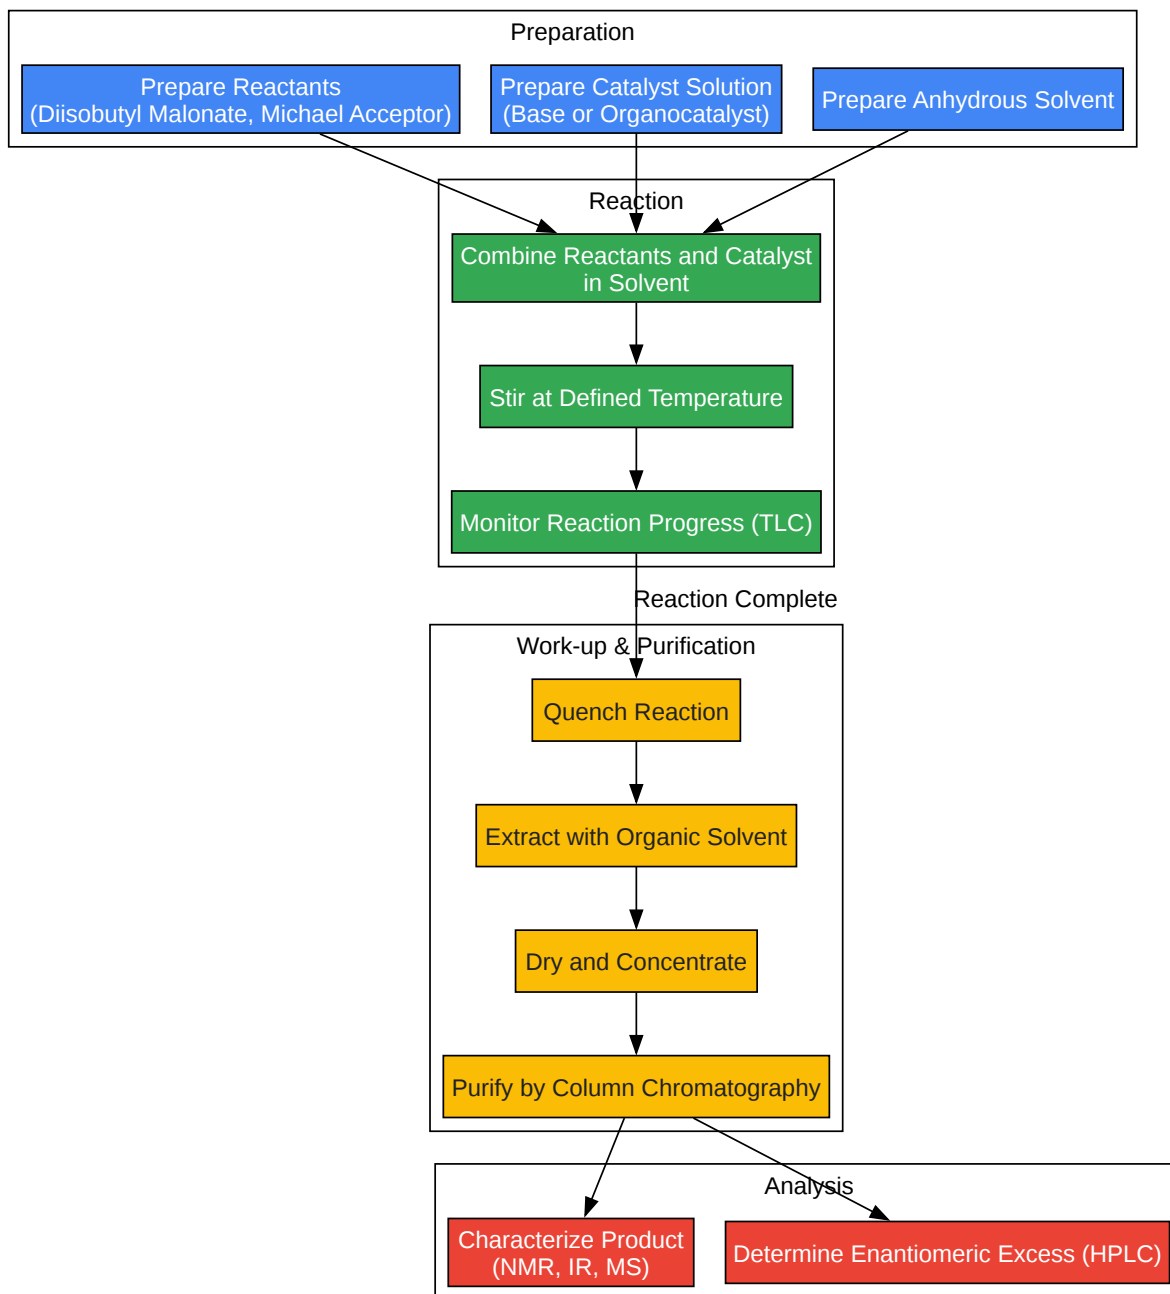 Preparation
Prepare Reactants
(Diisobutyl Malonate, Michael Acceptor)
Prepare Catalyst Solution
(Base or Organocatalyst)
Prepare Anhydrous Solvent
Reaction
Combine Reactants and Catalyst
in Solvent
Stir at Defined Temperature
Monitor Reaction Progress (TLC)
Reaction Complete
Work-up & Purification
Quench Reaction
Extract with Organic Solvent
Dry and Concentrate
Purify by Column Chromatography
Analysis
Characterize Product
(NMR, IR, MS)
Determine Enantiomeric Excess (HPLC)